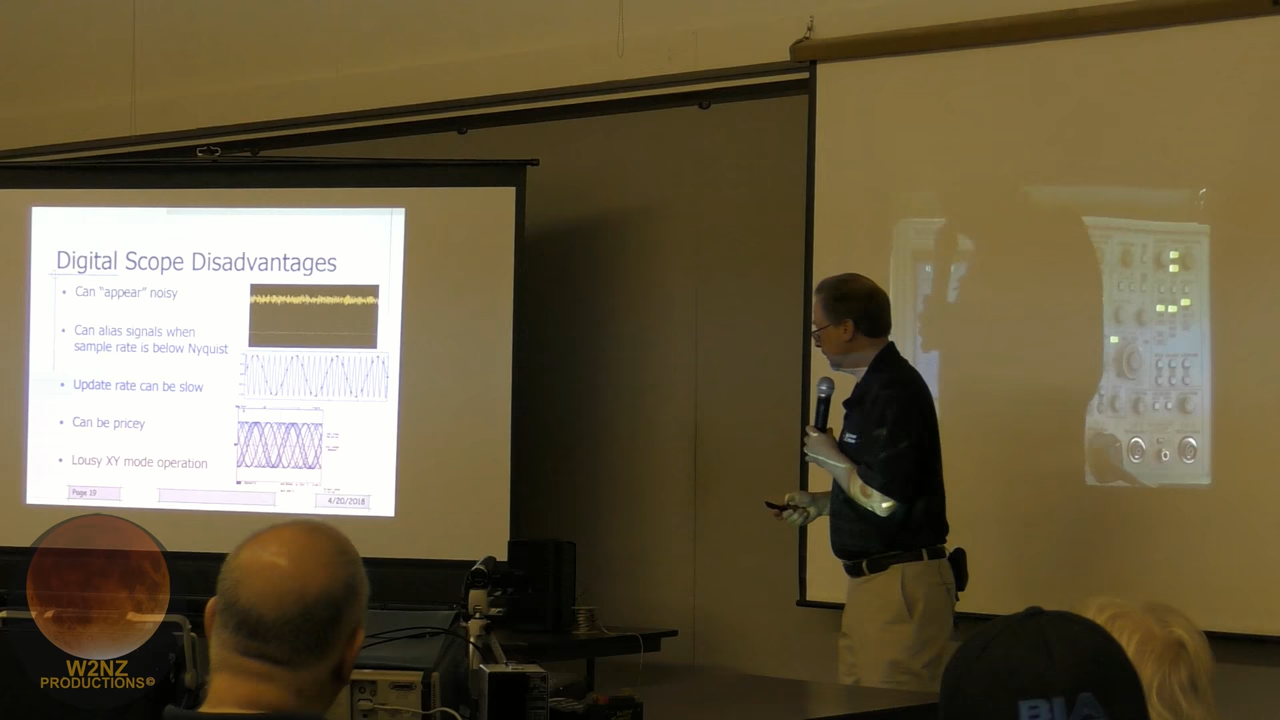 Digital Scope Disadvantages
• Can “appear” noisy
• Can alias signals when
sample rate is below Nyquist
• Update rate can be slow
• Can be pricey
• Lousy XY mode operation
Page 19
4/20/2018
W2NZ
PRODUCTIONS©
BIA